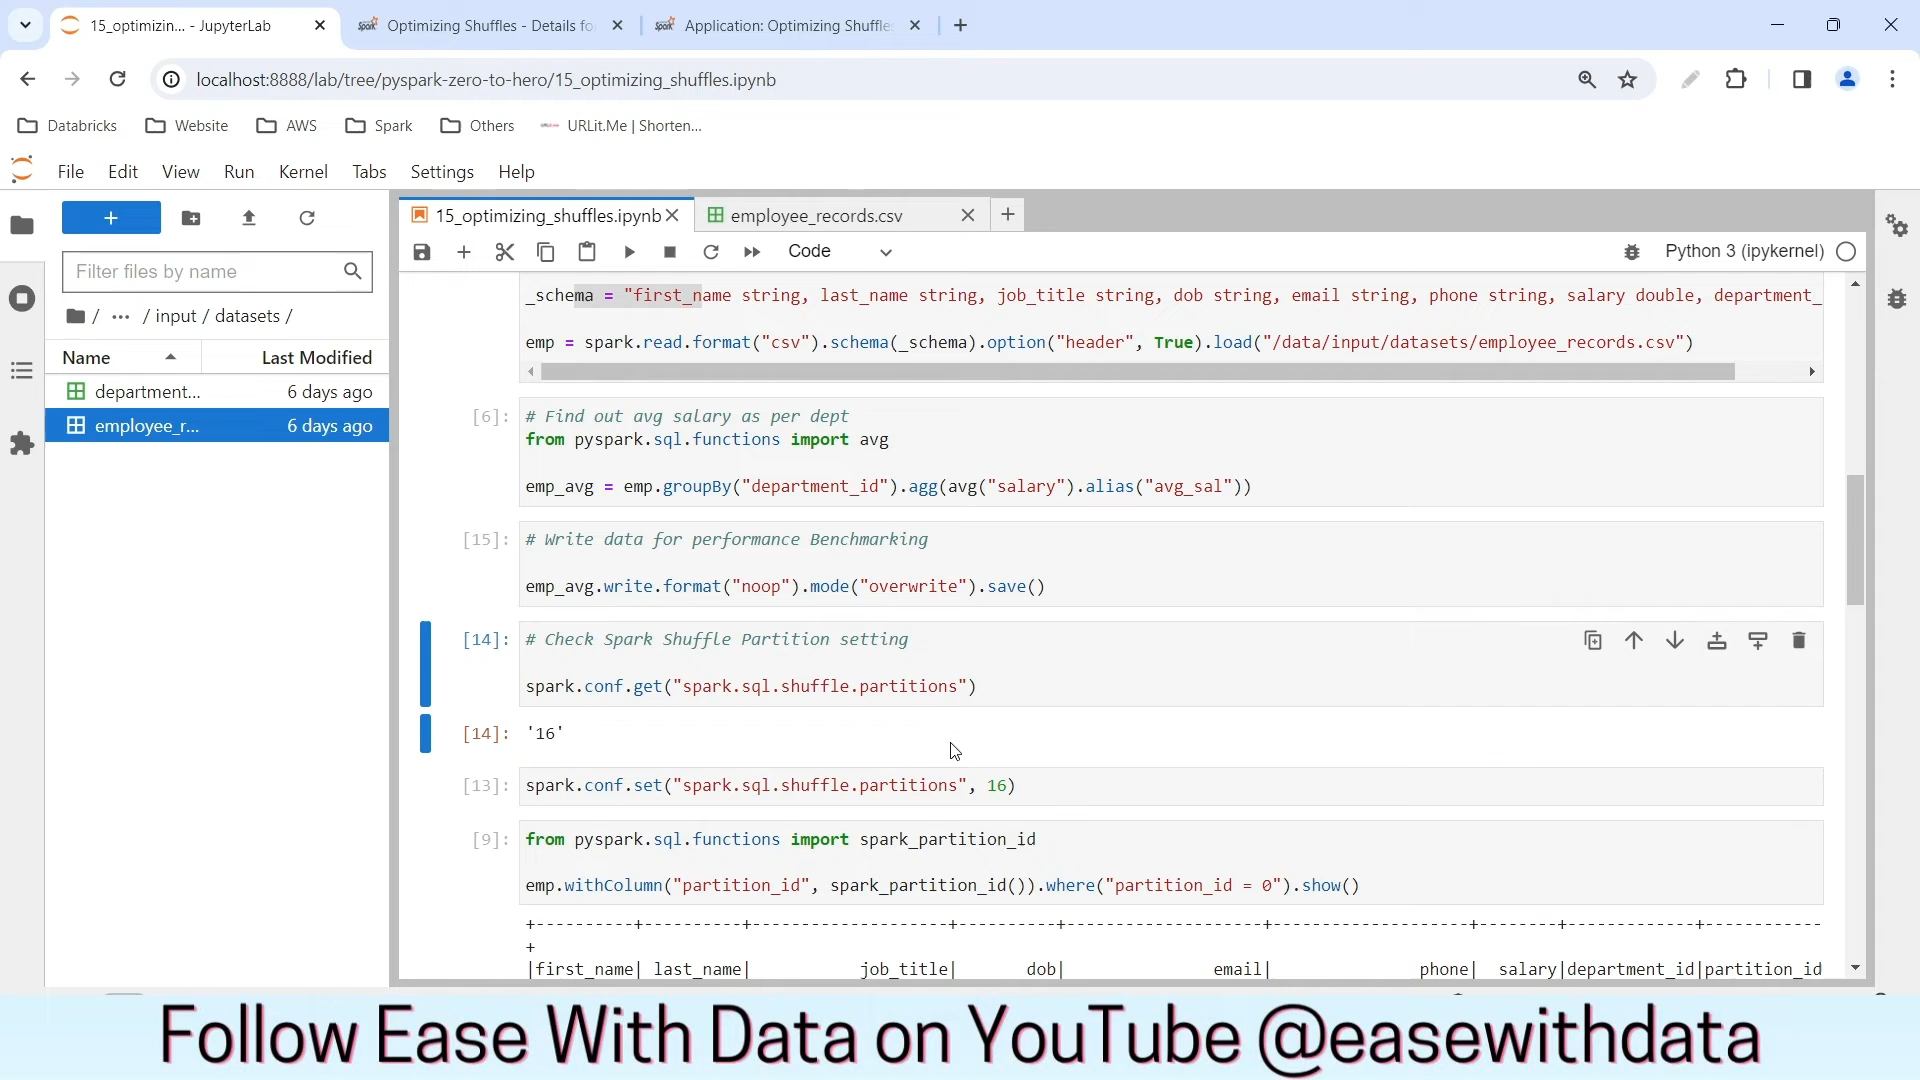 15_optimizin... - JupyterLab
Optimizing Shuffles - Details fo
Application: Optimizing Shuffle
localhost:8888/lab/tree/pyspark-zero-to-hero/15_optimizing_shuffles.ipynb
Databricks
Website
AWS
Spark
Others
URLit.Me | Shorten...
File Edit View Run Kernel Tabs Settings Help
15_optimizing_shuffles.ipynb
employee_records.csv
Code
Python 3 (ipykernel)
Filter files by name
/ ... / input / datasets /
Name Last Modified
department... 6 days ago
employee_r... 6 days ago
_schema = "first_name string, last_name string, job_title string, dob string, email string, phone string, salary double, department_
emp = spark.read.format("csv").schema(_schema).option("header", True).load("/data/input/datasets/employee_records.csv")
[6]: # Find out avg salary as per dept
from pyspark.sql.functions import avg
emp_avg = emp.groupBy("department_id").agg(avg("salary").alias("avg_sal"))
[15]: # Write data for performance Benchmarking
emp_avg.write.format("noop").mode("overwrite").save()
[14]: # Check Spark Shuffle Partition setting
spark.conf.get("spark.sql.shuffle.partitions")
[14]: '16'
[13]: spark.conf.set("spark.sql.shuffle.partitions", 16)
[9]: from pyspark.sql.functions import spark_partition_id
emp.withColumn("partition_id", spark_partition_id()).where("partition_id = 0").show()
+----------+----------+--------------------+----------+--------------------+--------------------+--------+-------------+------------
+
|first_name| last_name| job_title| dob| email| phone| salary|department_id|partition_id
Follow Ease With Data on YouTube @easewithdata